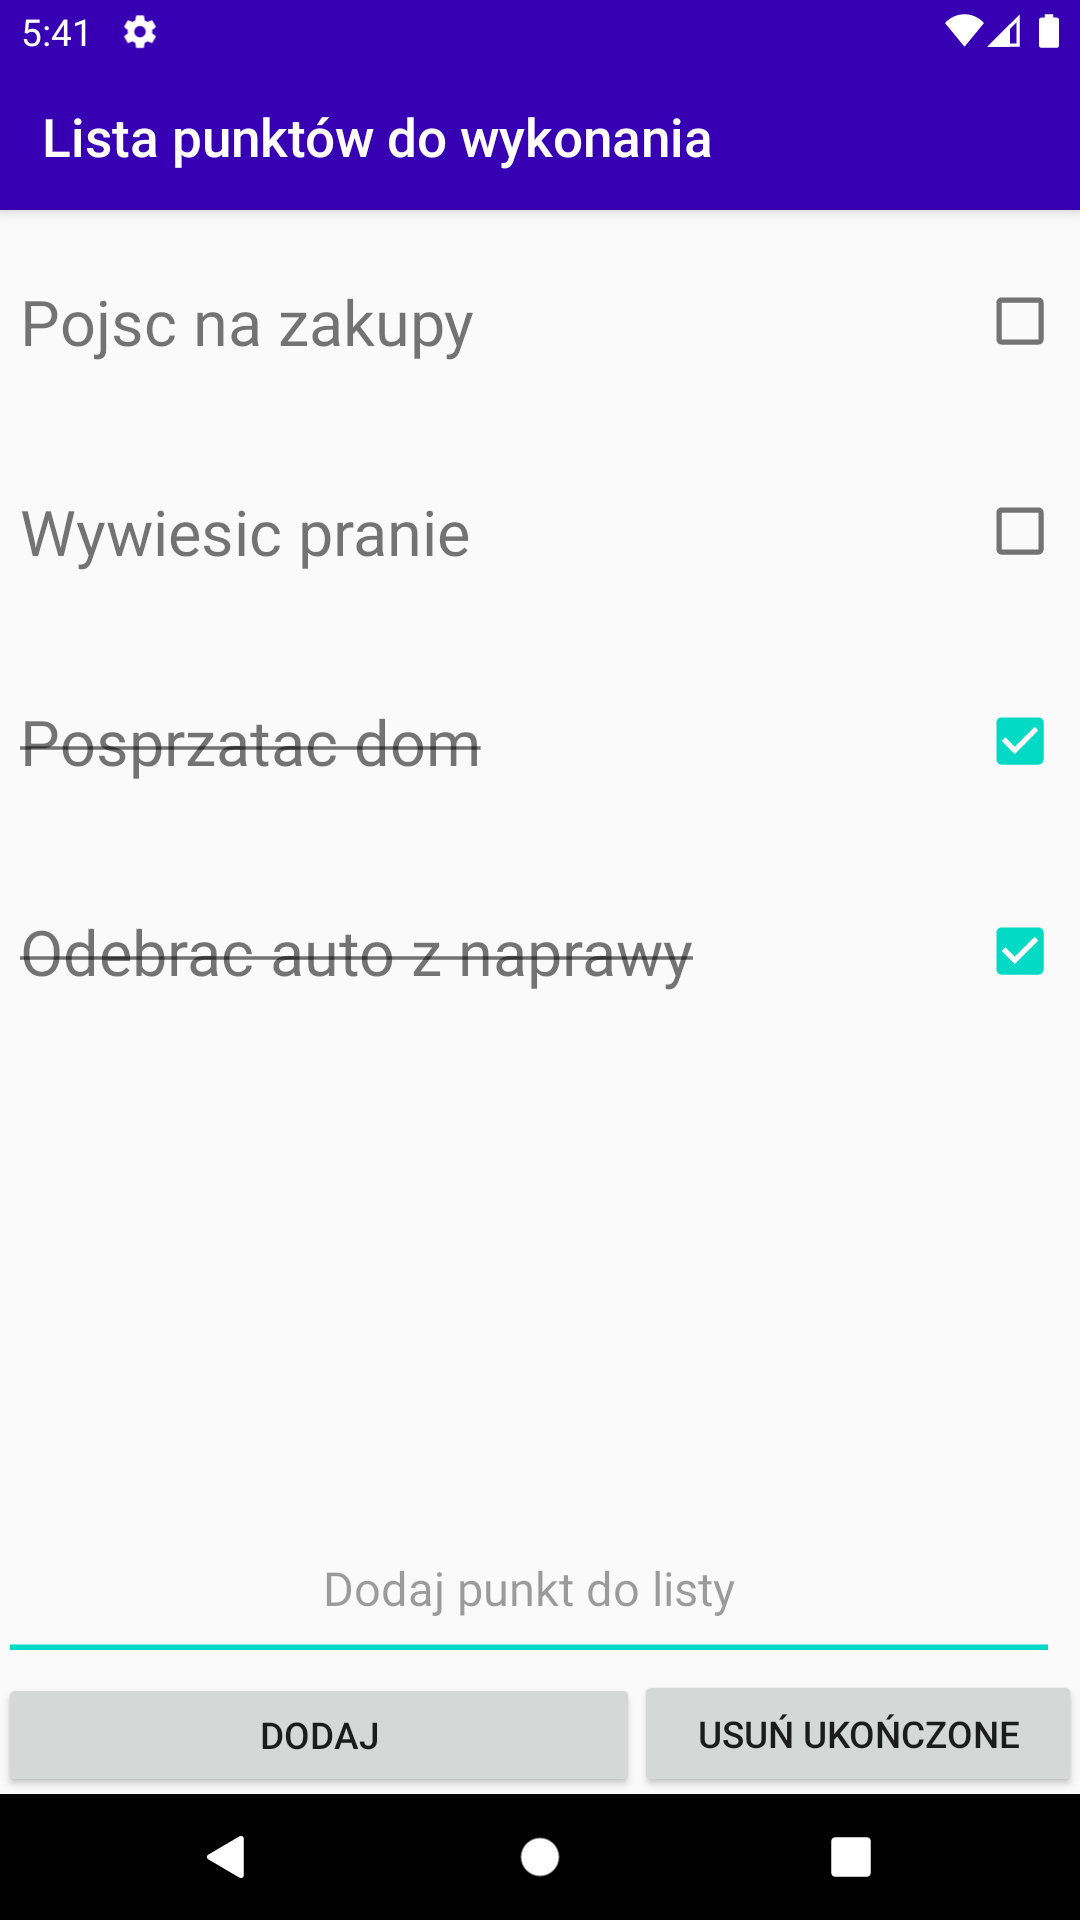 5:41
Lista punktów do wykonania
Pojsc na zakupy
Wywiesic pranie
Posprzatac dom
Odebrac auto z naprawy
Dodaj punkt do listy
DODAJ
USUŃ UKOŃCZONE